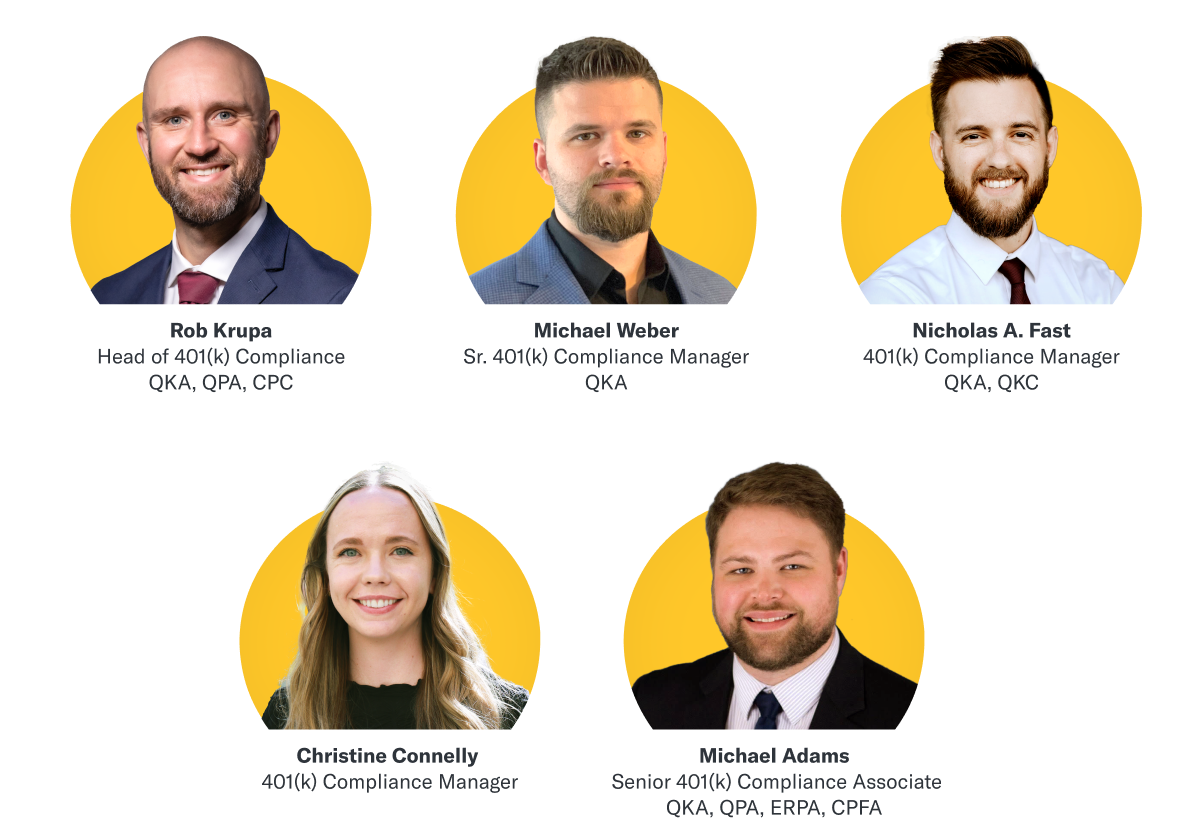 Rob Krupa
Head of 401(k) Compliance
QKA, QPA, CPC
Michael Weber
Sr. 401(k) Compliance Manager
QKA
Nicholas A. Fast
401(k) Compliance Manager
QKA, QKC
Christine Connelly
401(k) Compliance Manager
Michael Adams
Senior 401(k) Compliance Associate
QKA, QPA, ERPA, CPFA